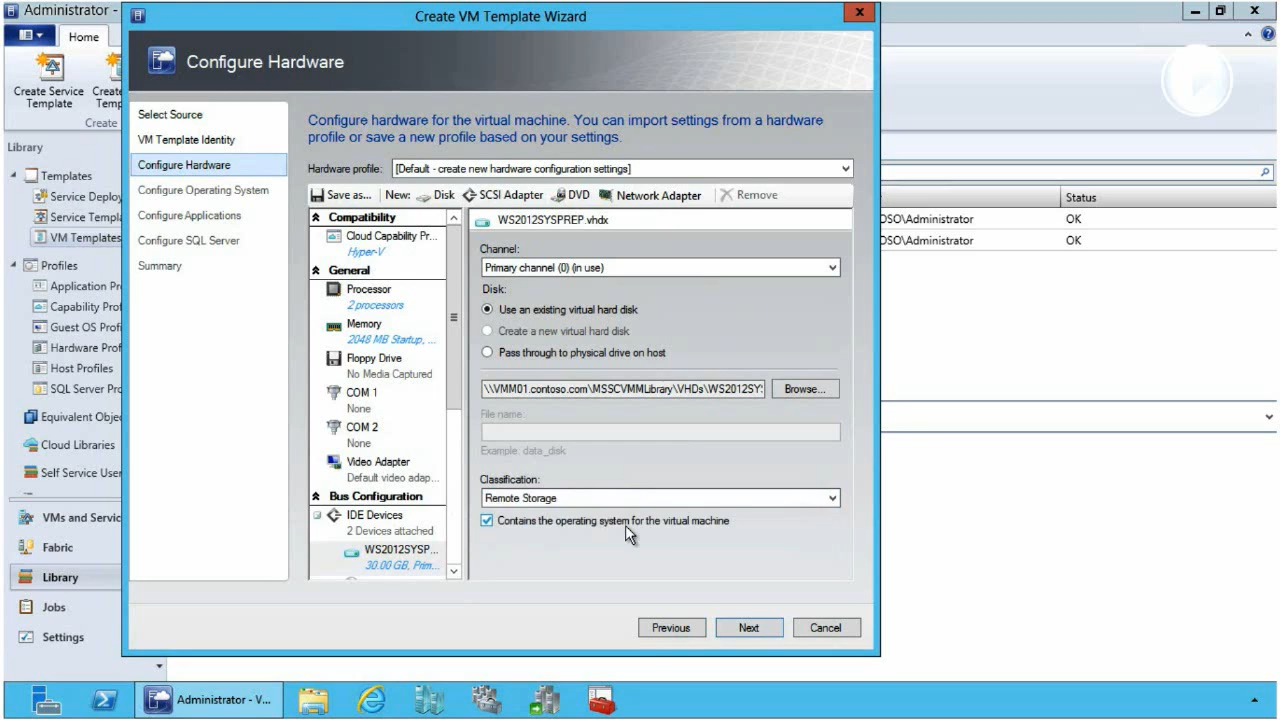 Administrator -
Create VM Template Wizard
Home
Create Service
Template
Create
Temp
Create
Configure Hardware
Library
Templates
Service Deploy
Service Templ
VM Templates
Profiles
Application Pr
Capability Prof
Guest OS Profi
Hardware Prof
Host Profiles
SQL Server Pro
Equivalent Obje
Cloud Libraries
Self Service User
VMs and Servic
Fabric
Library
Jobs
Settings
Select Source
VM Template Identity
Configure Hardware
Configure Operating System
Configure Applications
Configure SQL Server
Summary
Configure hardware for the virtual machine. You can import settings from a hardware
profile or save a new profile based on your settings.
Hardware profile: [Default - create new hardware configuration settings]
Save as... New: Disk SCSI Adapter DVD Network Adapter Remove
Compatibility
Cloud Capability Pr...
Hyper-V
General
Processor
2 processors
Memory
2048 MB Startup, ...
Floppy Drive
No Media Captured
COM 1
None
COM 2
None
Video Adapter
Default video adap...
Bus Configuration
IDE Devices
2 Devices attached
WS2012SYSP...
30.00 GB, Prim...
WS2012SYSPREP.vhdx
Channel:
Primary channel (0) (in use)
Disk:
Use an existing virtual hard disk
Create a new virtual hard disk
Pass through to physical drive on host
\\VMM01.contoso.com\MSSCVMMLibrary\VHDs\WS2012SY
Browse...
File name:
Example: data_disk
Classification:
Remote Storage
Contains the operating system for the virtual machine
Previous
Next
Cancel
Status
OSO\Administrator OK
OSO\Administrator OK
Administrator - V...